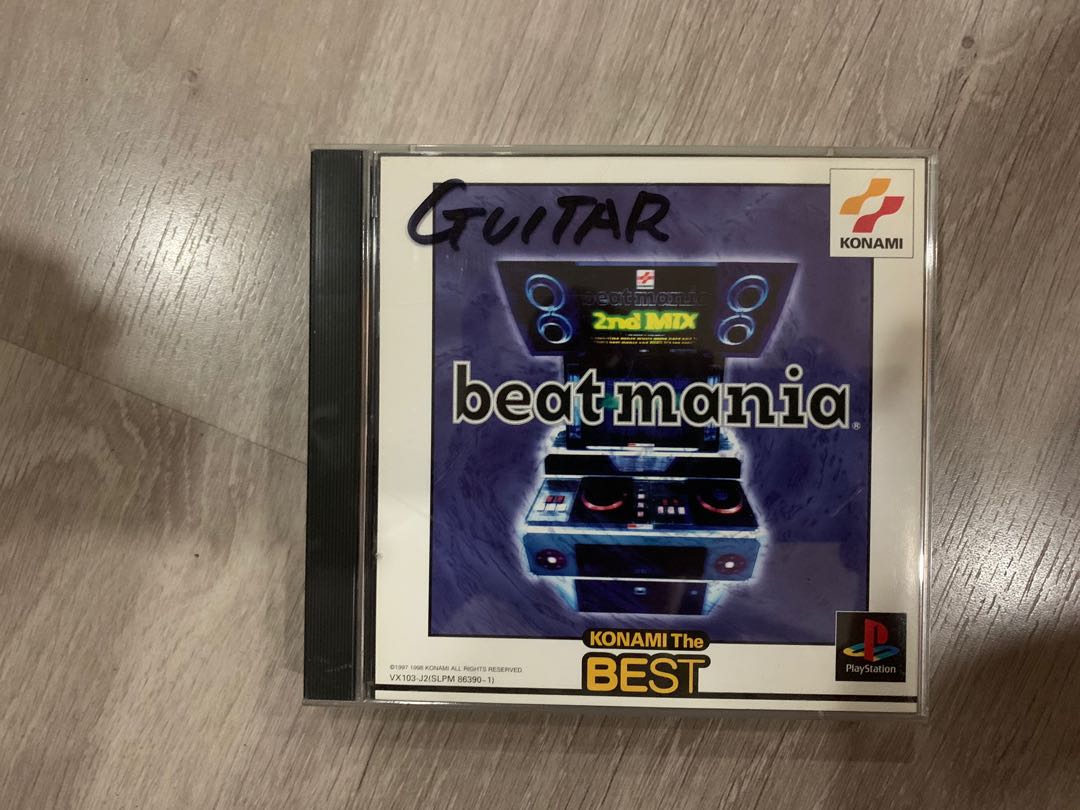 GUITAR
KONAMI
beatmania
2nd MIX
beatmania®
KONAMI The
BEST
PlayStation
©1997 1998 KONAMI ALL RIGHTS RESERVED.
VX103-J2(SLPM 86390~1)